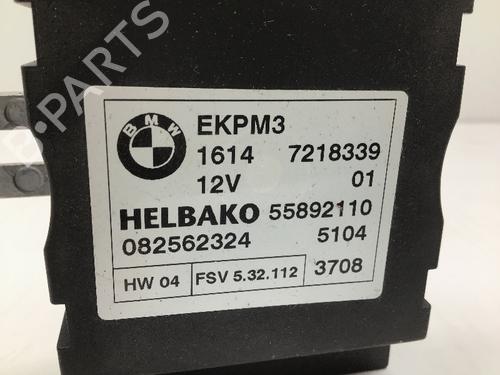 B-PARTS
BMW
EKPM3
1614 7218339
12V 01
HELBAKO 55892110
082562324 5104
HW 04 FSV 5.32.112 3708